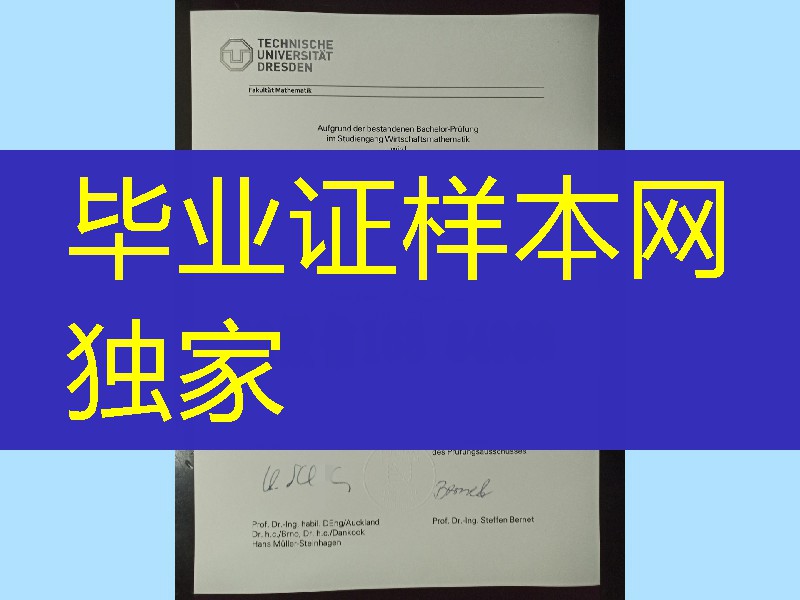 TECHNISCHE
UNIVERSITÄT
DRESDEN
Fakultät Mathematik
Aufgrund der bestandenen Bachelor-Prüfung
im Studiengang Wirtschaftsmathematik
wird
毕业证样本网
独家
des Prüfungsausschusses
Prof. Dr.-Ing. habil. DEng/Auckland
Dr. h.c./Brno, Dr. h.c./Dankook
Hans Müller-Steinhagen
Prof. Dr.-Ing. Steffen Bernet